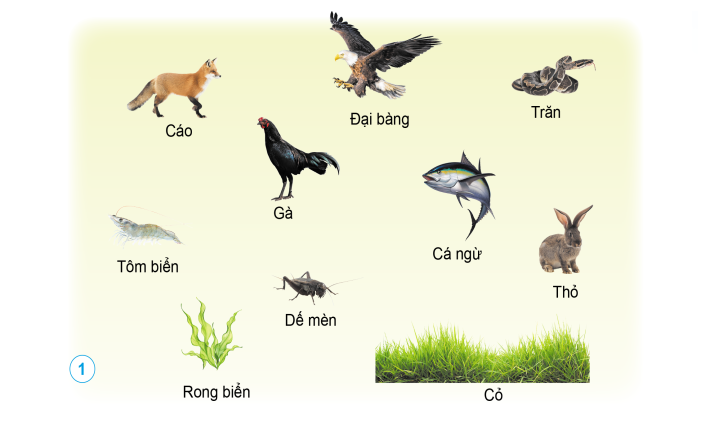 Cáo
Đại bàng
Trăn
Gà
Tôm biển
Cá ngừ
Thỏ
Dế mèn
1
Rong biển
Cỏ